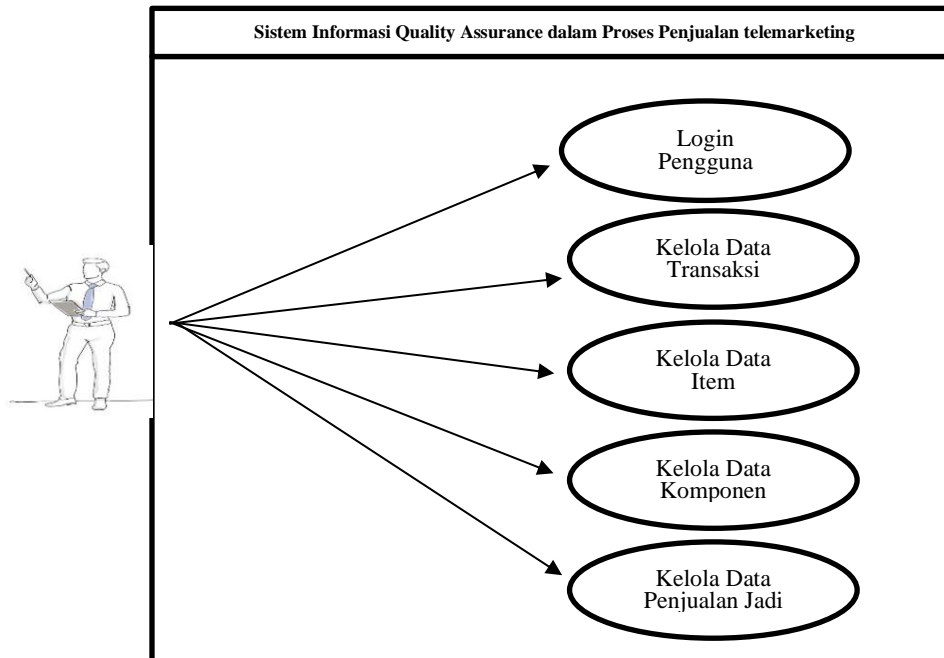 Sistem Informasi Quality Assurance dalam Proses Penjualan telemarketing
Login
Pengguna
Kelola Data
Transaksi
Kelola Data
Item
Kelola Data
Komponen
Kelola Data
Penjualan Jadi